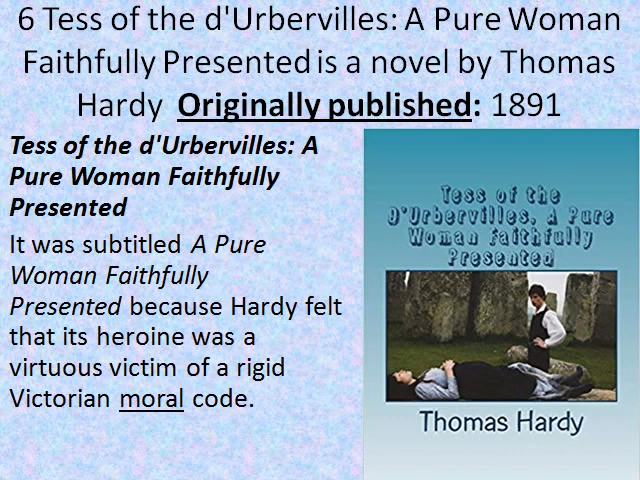 6 Tess of the d'Urbervilles: A Pure Woman
Faithfully Presented is a novel by Thomas
Hardy Originally published: 1891
Tess of the d'Urbervilles: A
Pure Woman Faithfully
Presented
It was subtitled A Pure
Woman Faithfully
Presented because Hardy felt
that its heroine was a
virtuous victim of a rigid
Victorian moral code.
Tess of the
D'Urbervilles, A Pure
Woman Faithfully
Presented
Thomas Hardy